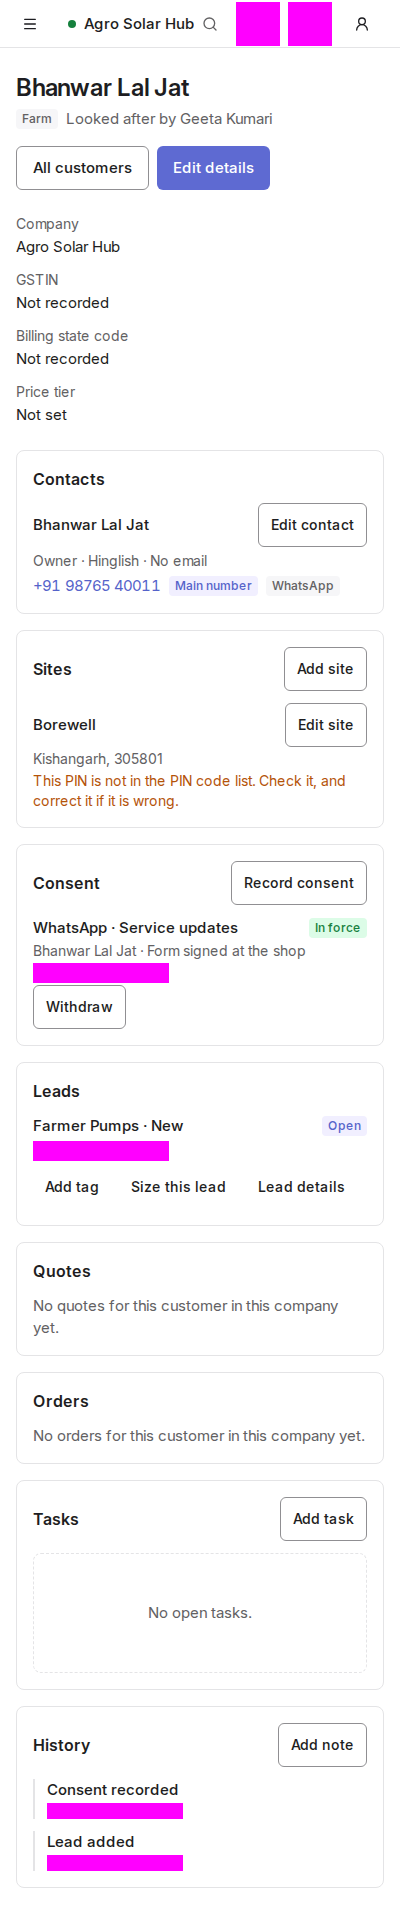 Agro Solar Hub
Bhanwar Lal Jat
Farm Looked after by Geeta Kumari
All customers Edit details
Company
Agro Solar Hub
GSTIN
Not recorded
Billing state code
Not recorded
Price tier
Not set
Contacts
Bhanwar Lal Jat Edit contact
Owner · Hinglish · No email
+91 98765 40011 Main number WhatsApp
Sites Add site
Borewell Edit site
Kishangarh, 305801
This PIN is not in the PIN code list. Check it, and
correct it if it is wrong.
Consent Record consent
WhatsApp · Service updates In force
Bhanwar Lal Jat · Form signed at the shop
Withdraw
Leads
Farmer Pumps · New Open
Add tag Size this lead Lead details
Quotes
No quotes for this customer in this company
yet.
Orders
No orders for this customer in this company yet.
Tasks Add task
No open tasks.
History Add note
Consent recorded
Lead added